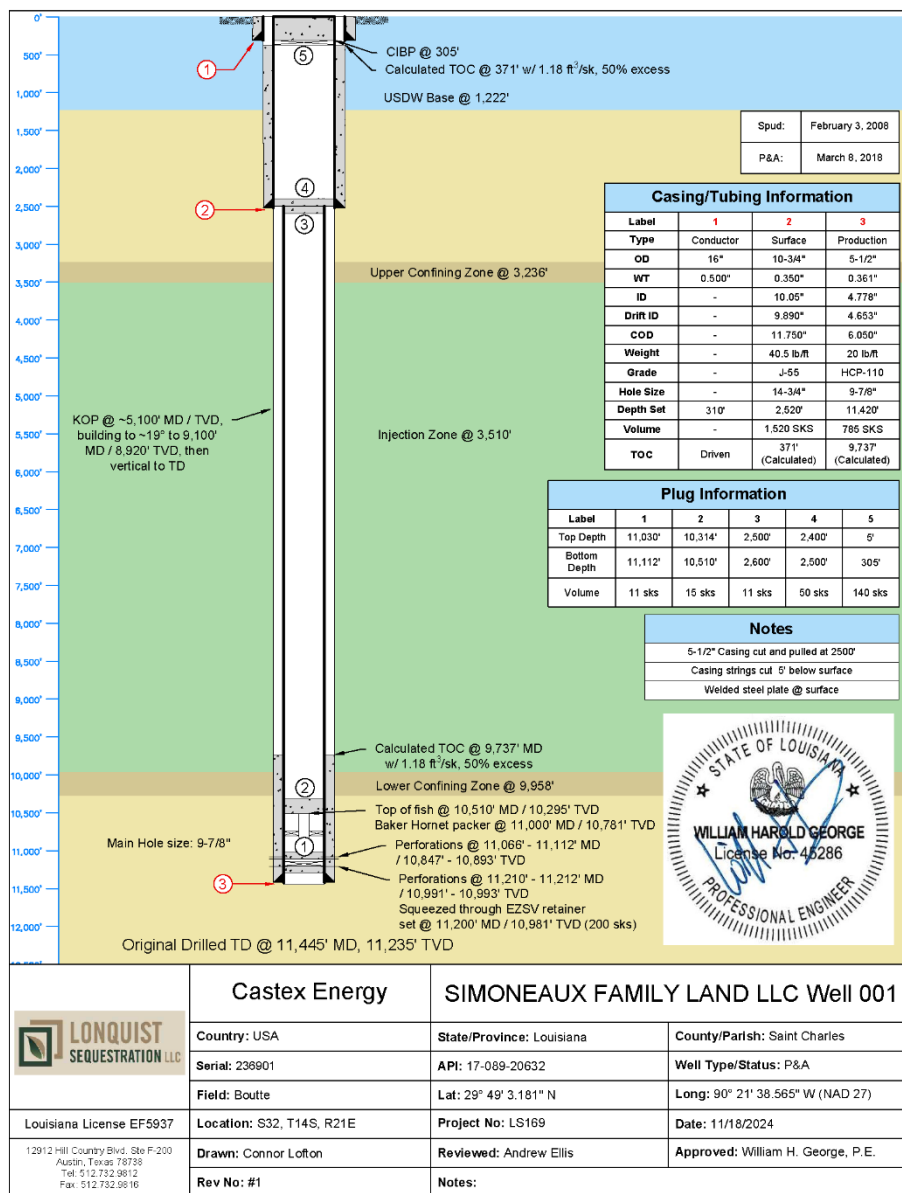 0'
500'
1,000'
1,500'
2,000'
2,500'
3,000'
3,500'
4,000'
4,500'
5,000'
5,500'
6,000'
6,500'
7,000'
7,500'
8,000'
8,500'
9,000'
9,500'
10,000'
10,500'
11,000'
11,500'
12,000'
1
5
CIBP @ 305'
Calculated TOC @ 371' w/ 1.18 ft³/sk, 50% excess
USDW Base @ 1,222'
Spud: February 3, 2008
P&A: March 8, 2018
4
2
3
Upper Confining Zone @ 3,236'
KOP @ ~5,100' MD / TVD,
building to ~19° to 9,100'
MD / 8,920' TVD, then
vertical to TD
Injection Zone @ 3,510'
Casing/Tubing Information
Label 1 2 3
Type Conductor Surface Production
OD 16" 10-3/4" 5-1/2"
WT 0.500" 0.350" 0.361"
ID - 10.05" 4.778"
Drift ID - 9.890" 4.653"
COD - 11.750" 6.050"
Weight - 40.5 lb/ft 20 lb/ft
Grade - J-55 HCP-110
Hole Size - 14-3/4" 9-7/8"
Depth Set 310' 2,520' 11,420'
Volume - 1,520 SKS 785 SKS
TOC Driven 371' (Calculated) 9,737' (Calculated)
Plug Information
Label 1 2 3 4 5
Top Depth 11,030' 10,314' 2,500' 2,400' 5'
Bottom Depth 11,112' 10,510' 2,600' 2,500' 305'
Volume 11 sks 15 sks 11 sks 50 sks 140 sks
Notes
5-1/2" Casing cut and pulled at 2500'
Casing strings cut 5' below surface
Welded steel plate @ surface
Calculated TOC @ 9,737' MD
w/ 1.18 ft³/sk, 50% excess
Lower Confining Zone @ 9,958'
2
Top of fish @ 10,510' MD / 10,295' TVD
Baker Hornet packer @ 11,000' MD / 10,781' TVD
Main Hole size: 9-7/8"
1
Perforations @ 11,066' - 11,112' MD
/ 10,847' - 10,893' TVD
3
Perforations @ 11,210' - 11,212' MD
/ 10,991' - 10,993' TVD
Squeezed through EZSV retainer
set @ 11,200' MD / 10,981' TVD (200 sks)
Original Drilled TD @ 11,445' MD, 11,235' TVD
STATE OF LOUISIANA
WILLIAM HAROLD GEORGE
License No. 45286
PROFESSIONAL ENGINEER
LONQUIST
SEQUESTRATION LLC
Louisiana License EF5937
12912 Hill Country Blvd. Ste F-200
Austin, Texas 78738
Tel: 512.732.9812
Fax: 512.732.9816
Castex Energy
SIMONEAUX FAMILY LAND LLC Well 001
Country: USA
State/Province: Louisiana
County/Parish: Saint Charles
Serial: 236901
API: 17-089-20632
Well Type/Status: P&A
Field: Boutte
Lat: 29° 49' 3.181" N
Long: 90° 21' 38.565" W (NAD 27)
Location: S32, T14S, R21E
Project No: LS169
Date: 11/18/2024
Drawn: Connor Lofton
Reviewed: Andrew Ellis
Approved: William H. George, P.E.
Rev No: #1
Notes: